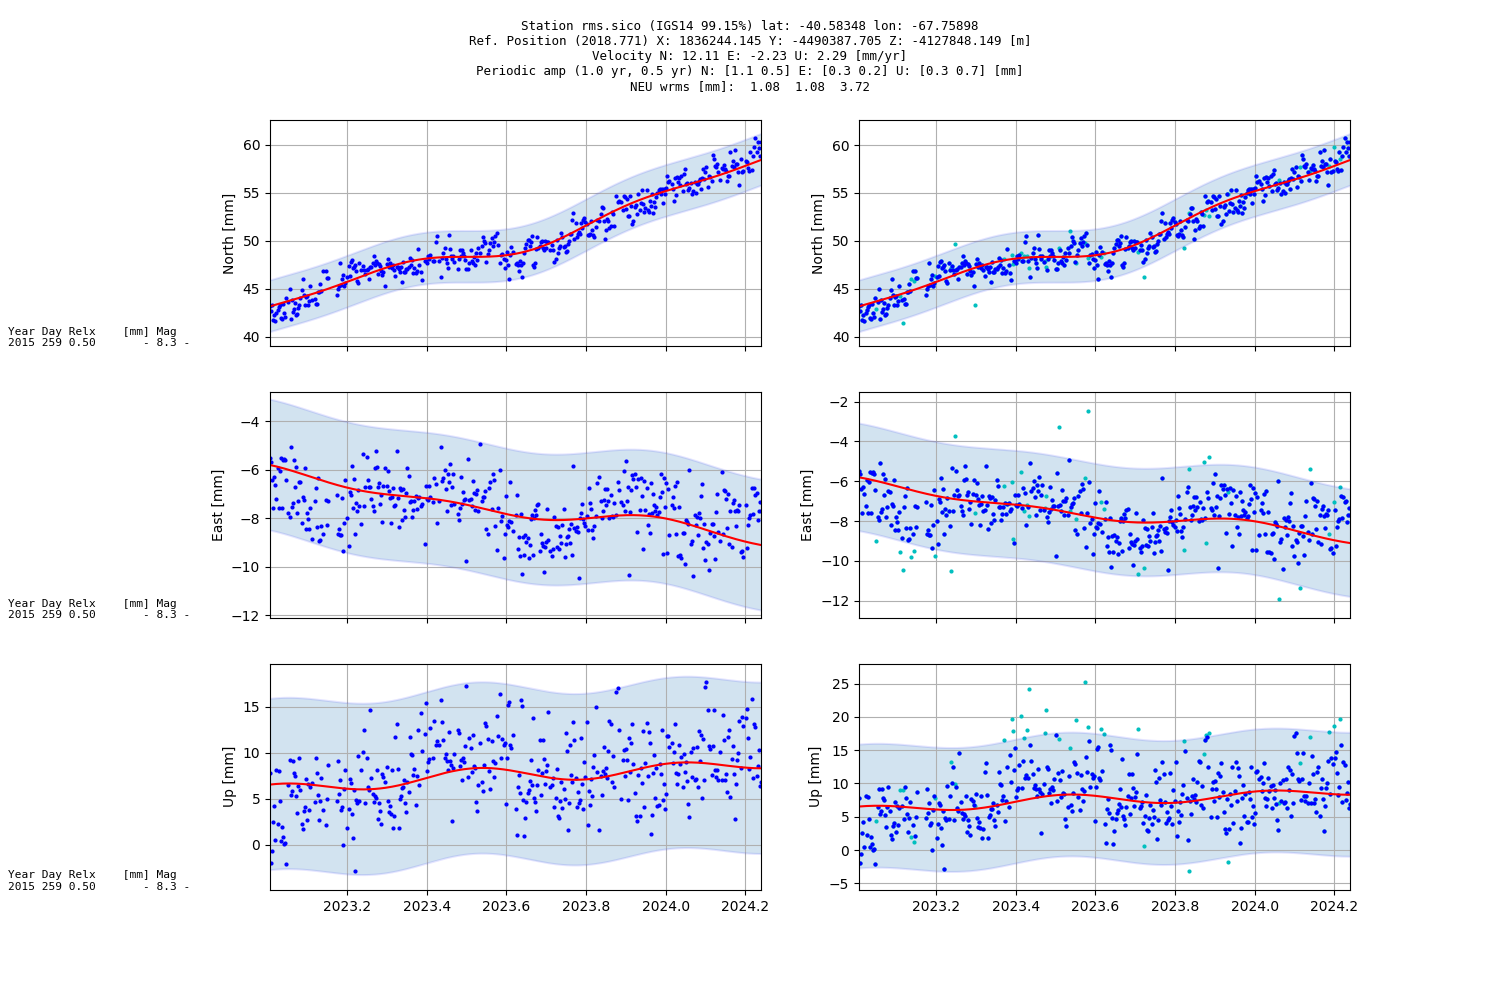 Station rms.sico (IGS14 99.15%) lat: -40.58348 lon: -67.75898
Ref. Position (2018.771) X: 1836244.145 Y: -4490387.705 Z: -4127848.149 [m]
Velocity N: 12.11 E: -2.23 U: 2.29 [mm/yr]
Periodic amp (1.0 yr, 0.5 yr) N: [1.1 0.5] E: [0.3 0.2] U: [0.3 0.7] [mm]
NEU wrms [mm]:  1.08  1.08  3.72
Year Day Relx    [mm] Mag
2015 259 0.50       - 8.3 -
North [mm]
60
55
50
45
40
North [mm]
60
55
50
45
40
Year Day Relx    [mm] Mag
2015 259 0.50       - 8.3 -
East [mm]
−4
−6
−8
−10
−12
East [mm]
−2
−4
−6
−8
−10
−12
Year Day Relx    [mm] Mag
2015 259 0.50       - 8.3 -
Up [mm]
15
10
5
0
2023.2 2023.4 2023.6 2023.8 2024.0 2024.2
Up [mm]
25
20
15
10
5
0
−5
2023.2 2023.4 2023.6 2023.8 2024.0 2024.2